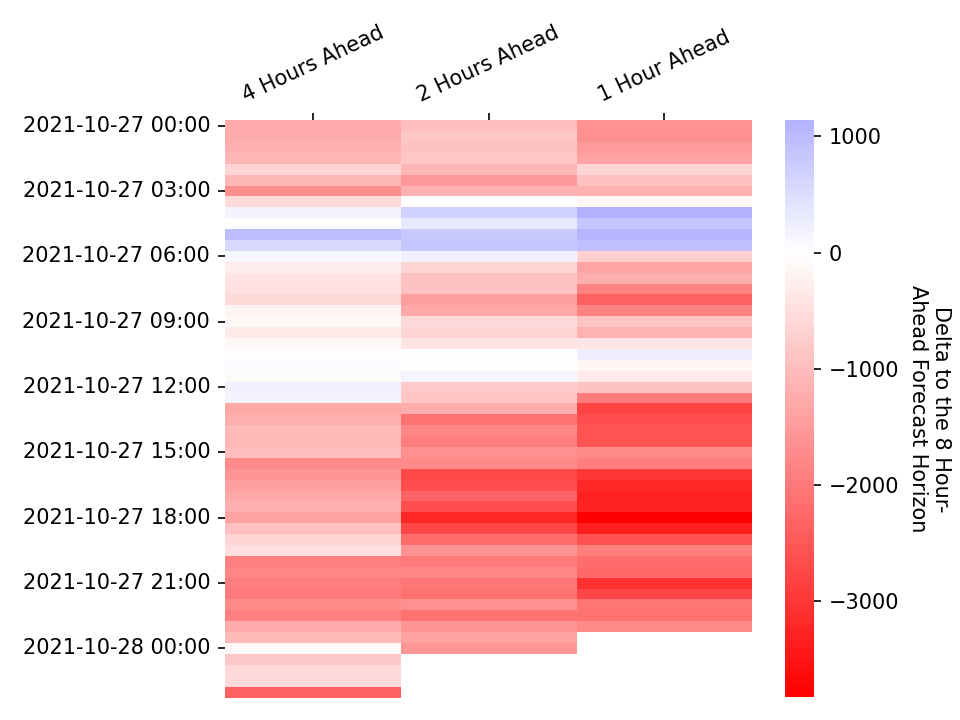 4 Hours Ahead
2 Hours Ahead
1 Hour Ahead
2021-10-27 00:00
2021-10-27 03:00
2021-10-27 06:00
2021-10-27 09:00
2021-10-27 12:00
2021-10-27 15:00
2021-10-27 18:00
2021-10-27 21:00
2021-10-28 00:00
1000
0
−1000
−2000
−3000
Delta to the 8 Hour-
Ahead Forecast Horizon